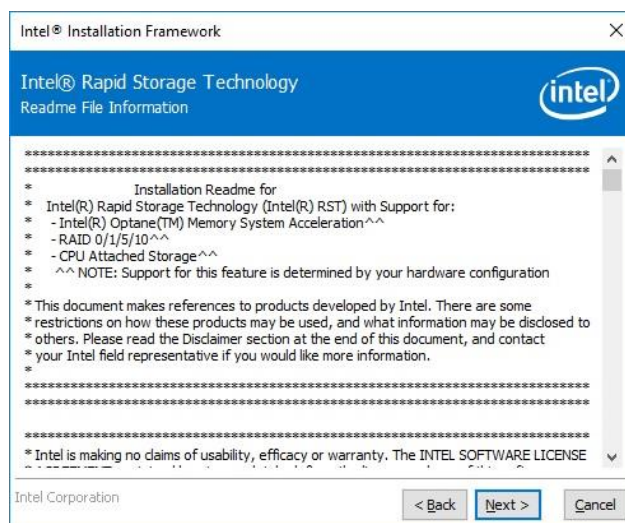 Intel® Installation Framework
Intel® Rapid Storage Technology
Readme File Information
intel
*******************************************************************************
*******************************************************************************
* Installation Readme for
* Intel(R) Rapid Storage Technology (Intel(R) RST) with Support for:
* - Intel(R) Optane(TM) Memory System Acceleration^^
* - RAID 0/1/5/10^^
* - CPU Attached Storage^^
* ^^ NOTE: Support for this feature is determined by your hardware configuration
*
* This document makes references to products developed by Intel. There are some
* restrictions on how these products may be used, and what information may be disclosed to
* others. Please read the Disclaimer section at the end of this document, and contact
* your Intel field representative if you would like more information.
*
*******************************************************************************
*******************************************************************************
*******************************************************************************
* Intel is making no claims of usability, efficacy or warranty. The INTEL SOFTWARE LICENSE
Intel Corporation
< Back
Next >
Cancel